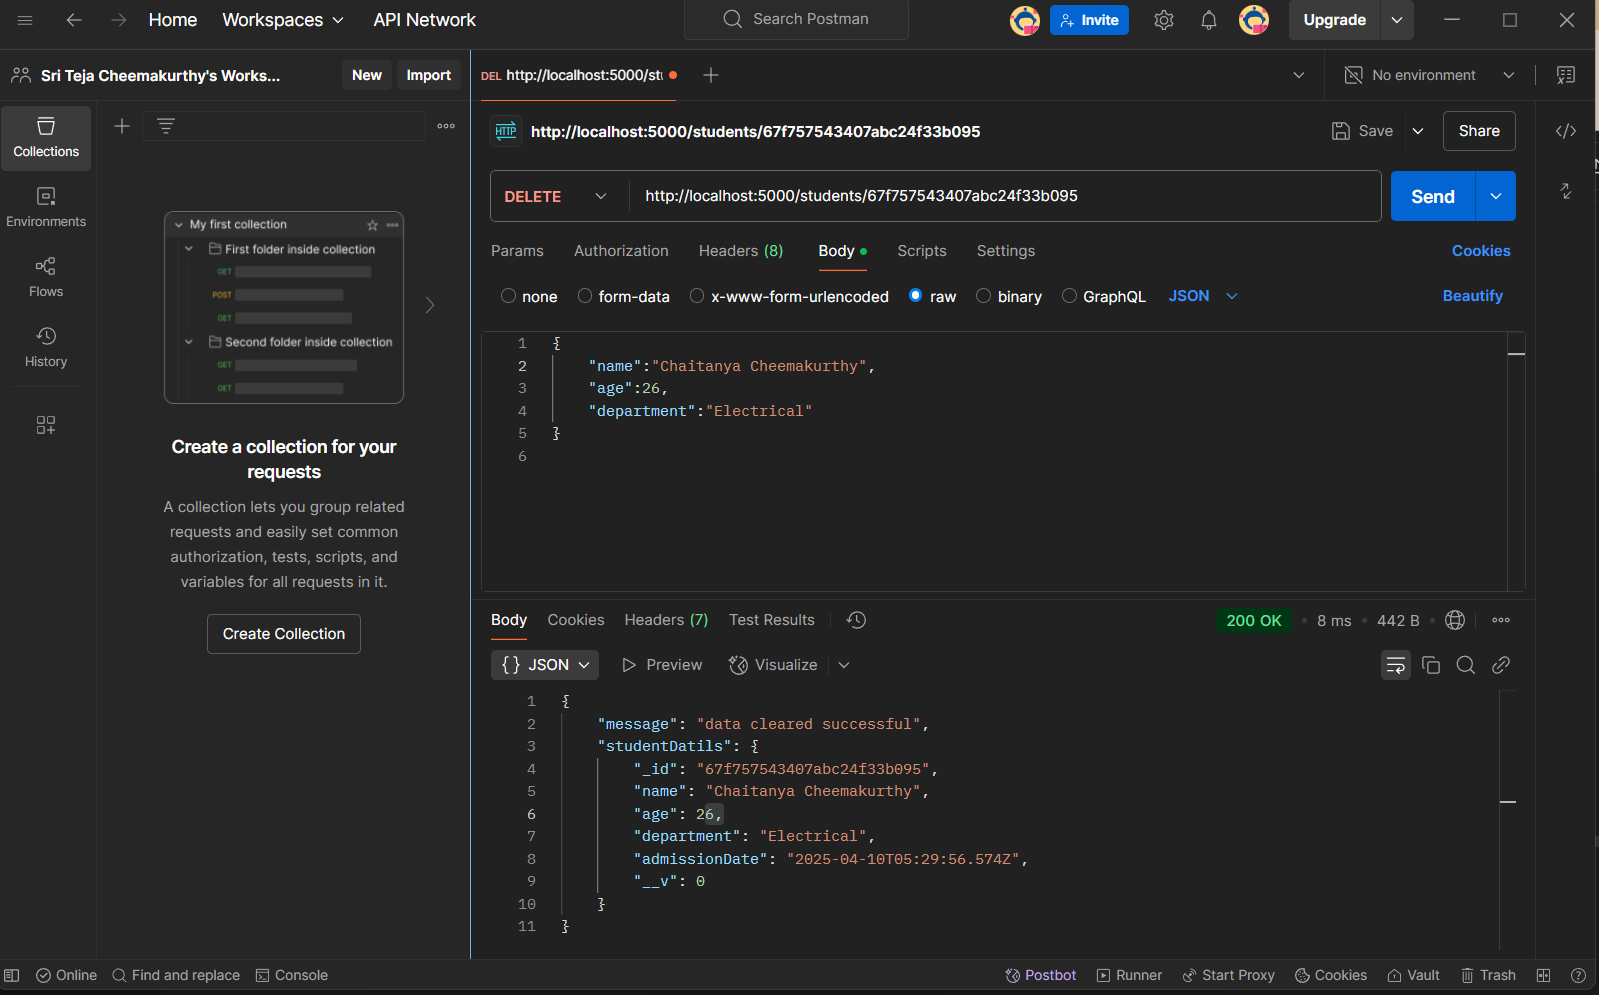 Home Workspaces API Network Search Postman Invite Upgrade
Sri Teja Cheemakurthy's Works... New Import DEL http://localhost:5000/stu No environment
Collections
Environments
Flows
History
My first collection
First folder inside collection
GET
POST
GET
Second folder inside collection
GET
GET
Create a collection for your
requests
A collection lets you group related
requests and easily set common
authorization, tests, scripts, and
variables for all requests in it.
Create Collection
HTTP http://localhost:5000/students/67f757543407abc24f33b095 Save Share
DELETE http://localhost:5000/students/67f757543407abc24f33b095 Send
Params Authorization Headers (8) Body Scripts Settings Cookies
none form-data x-www-form-urlencoded raw binary GraphQL JSON Beautify
1 {
2 "name":"Chaitanya Cheemakurthy",
3 "age":26,
4 "department":"Electrical"
5 }
6
Body Cookies Headers (7) Test Results 200 OK 8 ms 442 B
{} JSON Preview Visualize
1 {
2 "message": "data cleared successful",
3 "studentDatils": {
4 "_id": "67f757543407abc24f33b095",
5 "name": "Chaitanya Cheemakurthy",
6 "age": 26,
7 "department": "Electrical",
8 "admissionDate": "2025-04-10T05:29:56.574Z",
9 "__v": 0
10 }
11 }
Online Find and replace Console Postbot Runner Start Proxy Cookies Vault Trash